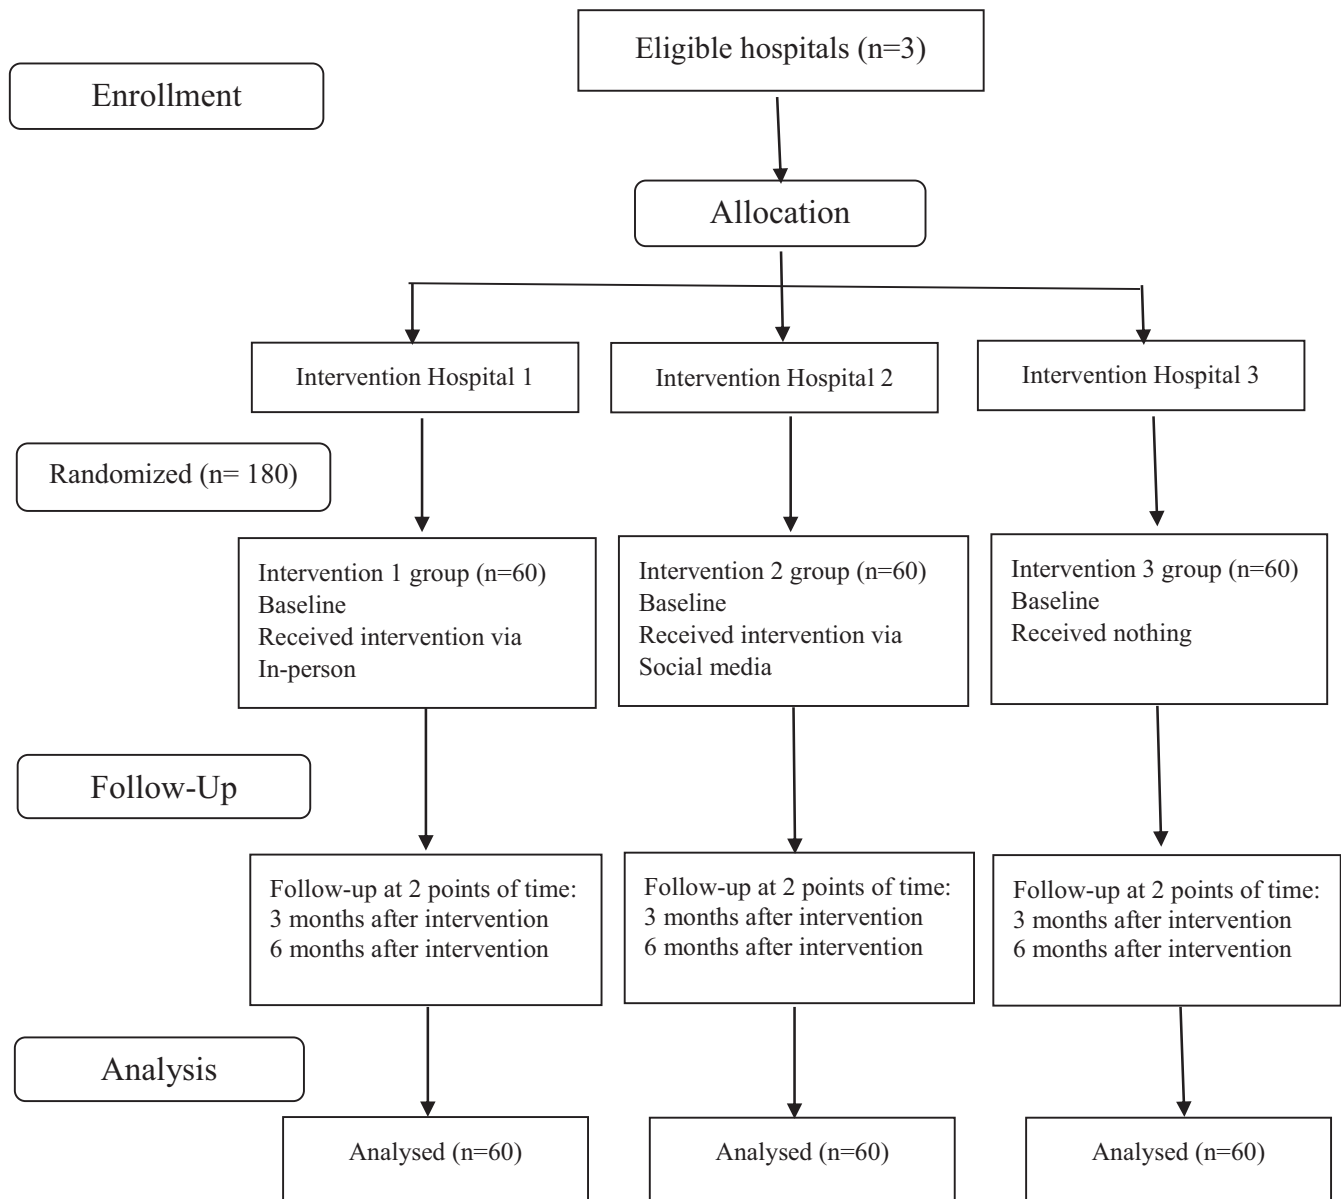 Eligible hospitals (n=3)
Enrollment
Allocation
Intervention Hospital 1
Intervention Hospital 2
Intervention Hospital 3
Randomized (n= 180)
Intervention 1 group (n=60)
Baseline
Received intervention via
In-person
Intervention 2 group (n=60)
Baseline
Received intervention via
Social media
Intervention 3 group (n=60)
Baseline
Received nothing
Follow-Up
Follow-up at 2 points of time:
3 months after intervention
6 months after intervention
Follow-up at 2 points of time:
3 months after intervention
6 months after intervention
Follow-up at 2 points of time:
3 months after intervention
6 months after intervention
Analysis
Analysed (n=60)
Analysed (n=60)
Analysed (n=60)